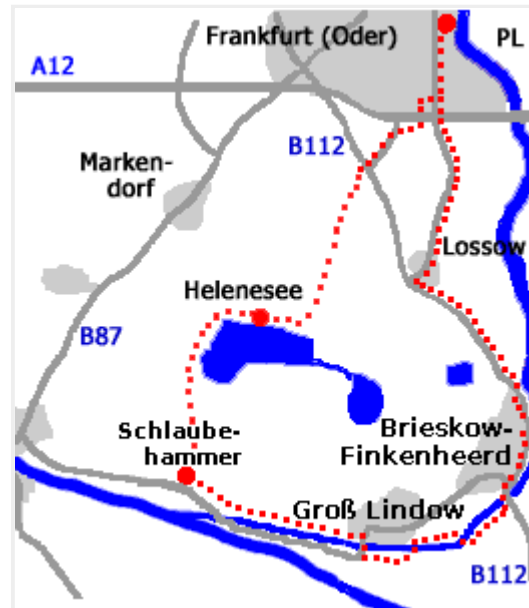 Frankfurt (Oder)
PL
A12
B112
Marken-
dorf
Lossow
Helenesee
B87
Schlaube-
hammer
Brieskow-
Finkenheerd
Groß Lindow
B112